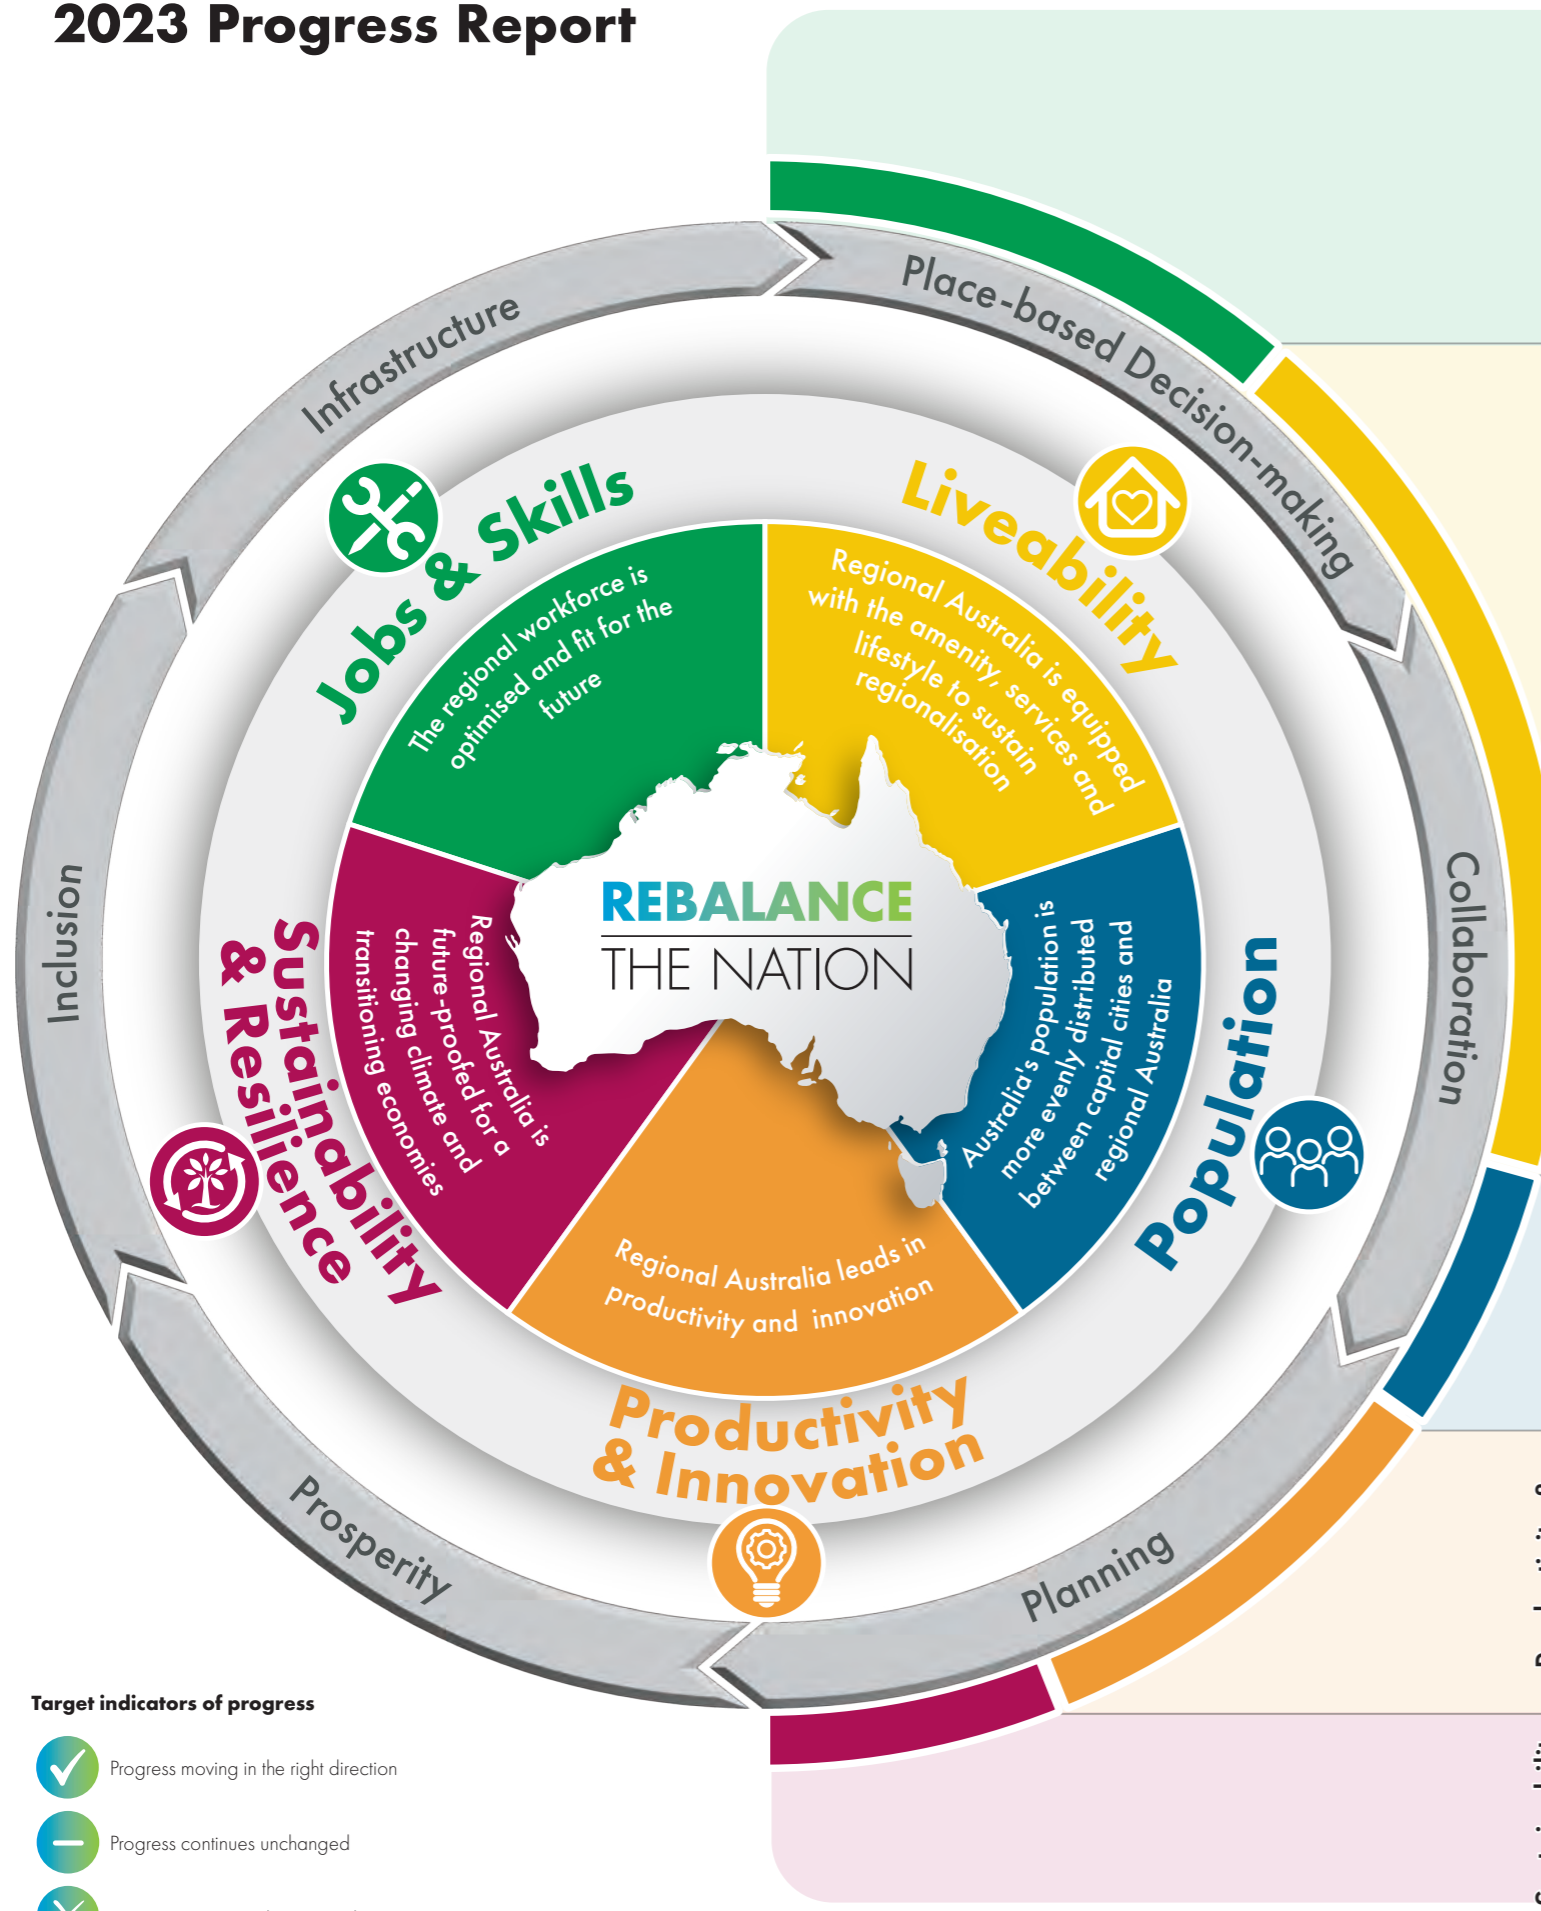 2023 Progress Report
Infrastructure
Place-based Decision-making
Collaboration
Planning
Prosperity
Inclusion
Jobs & Skills
The regional workforce is
optimised and fit for the
future
Liveability
Regional Australia is equipped
with the amenity, services and
lifestyle to sustain
regionalisation
Population
Australia's population is
more evenly distributed
between capital cities and
regional Australia
Productivity
& Innovation
Regional Australia leads in
productivity and innovation
Sustainability
& Resilience
Regional Australia is
future-proofed for a
changing climate and
transitioning economies
REBALANCE
THE NATION
Target indicators of progress
Progress moving in the right direction
Progress continues unchanged